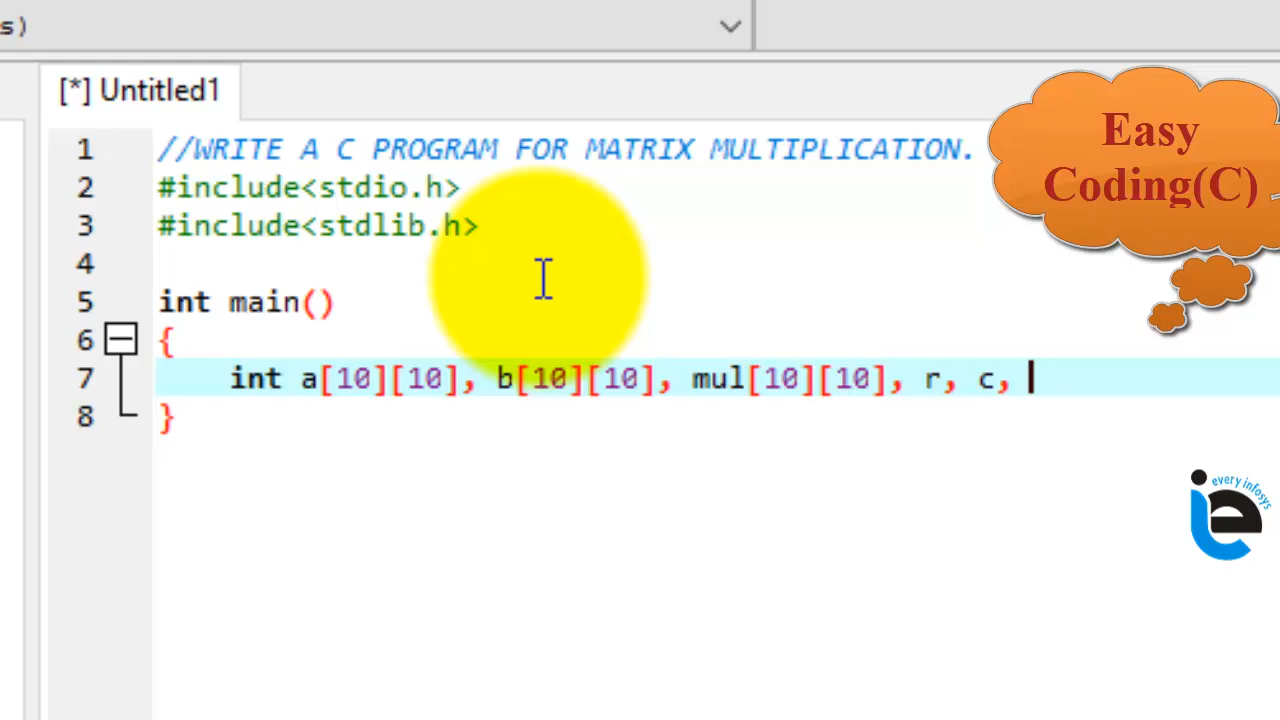 s)
[*] Untitled1
1 //WRITE A C PROGRAM FOR MATRIX MULTIPLICATION.
2 #include<stdio.h>
3 #include<stdlib.h>
4
5 int main()
6 {
7 int a[10][10], b[10][10], mul[10][10], r, c,
8 }
Easy
Coding(C)
every infosys
ie